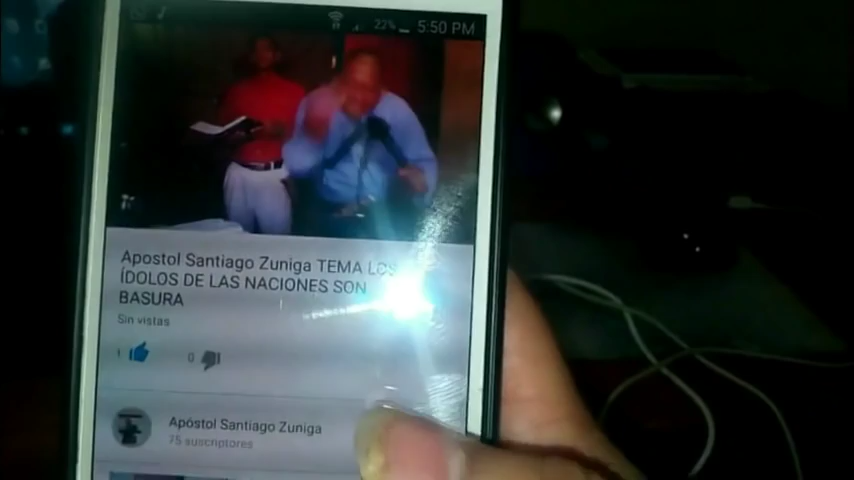 22% 5:50 PM
Apostol Santiago Zuniga TEMA LOS
ÍDOLOS DE LAS NACIONES SON
BASURA
Sin vistas
1 0
Apóstol Santiago Zuniga
75 suscriptores